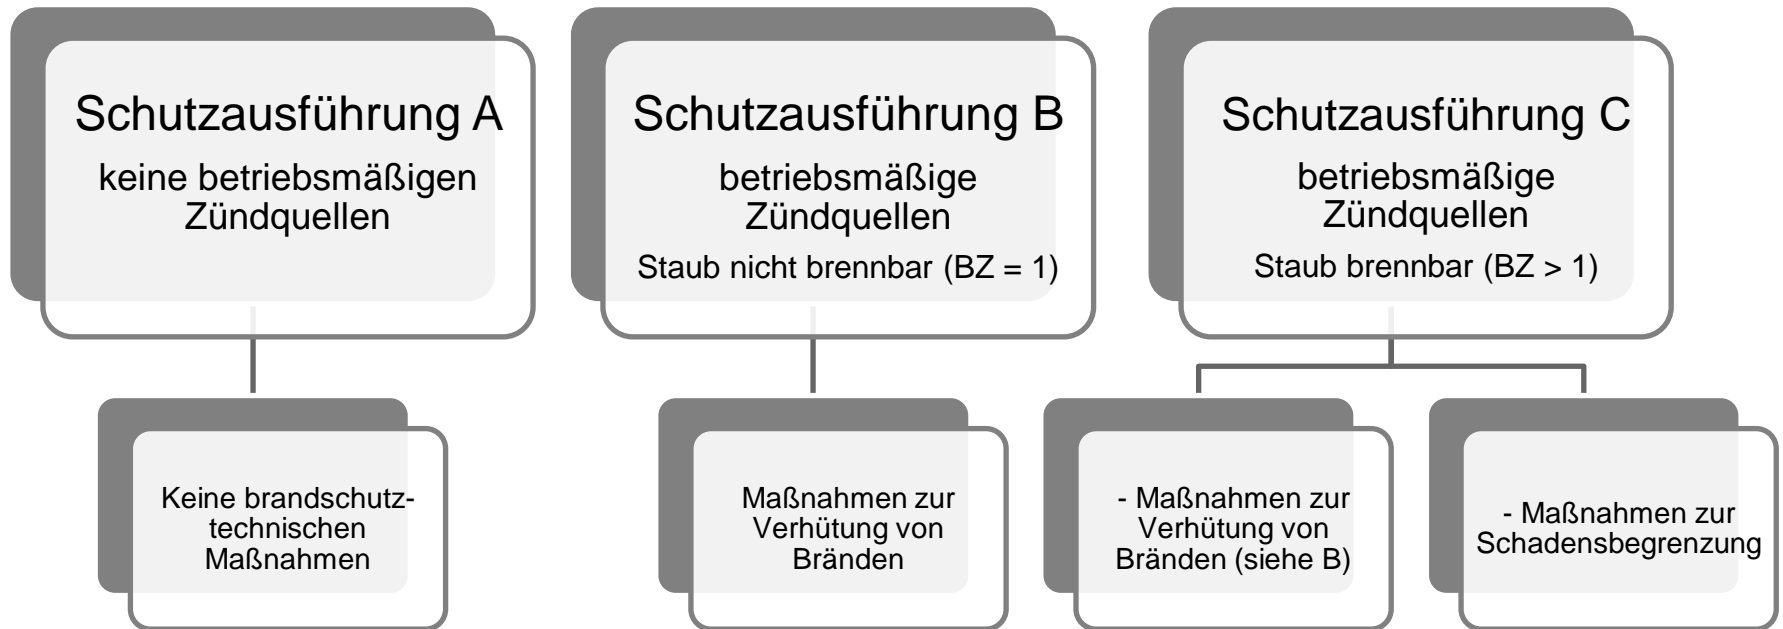 Schutzausführung A
keine betriebsmäßigen
Zündquellen
Schutzausführung B
betriebsmäßige
Zündquellen
Staub nicht brennbar (BZ = 1)
Schutzausführung C
betriebsmäßige
Zündquellen
Staub brennbar (BZ > 1)
Keine brandschutz-
technischen
Maßnahmen
Maßnahmen zur
Verhütung von
Bränden
- Maßnahmen zur
Verhütung von
Bränden (siehe B)
- Maßnahmen zur
Schadensbegrenzung